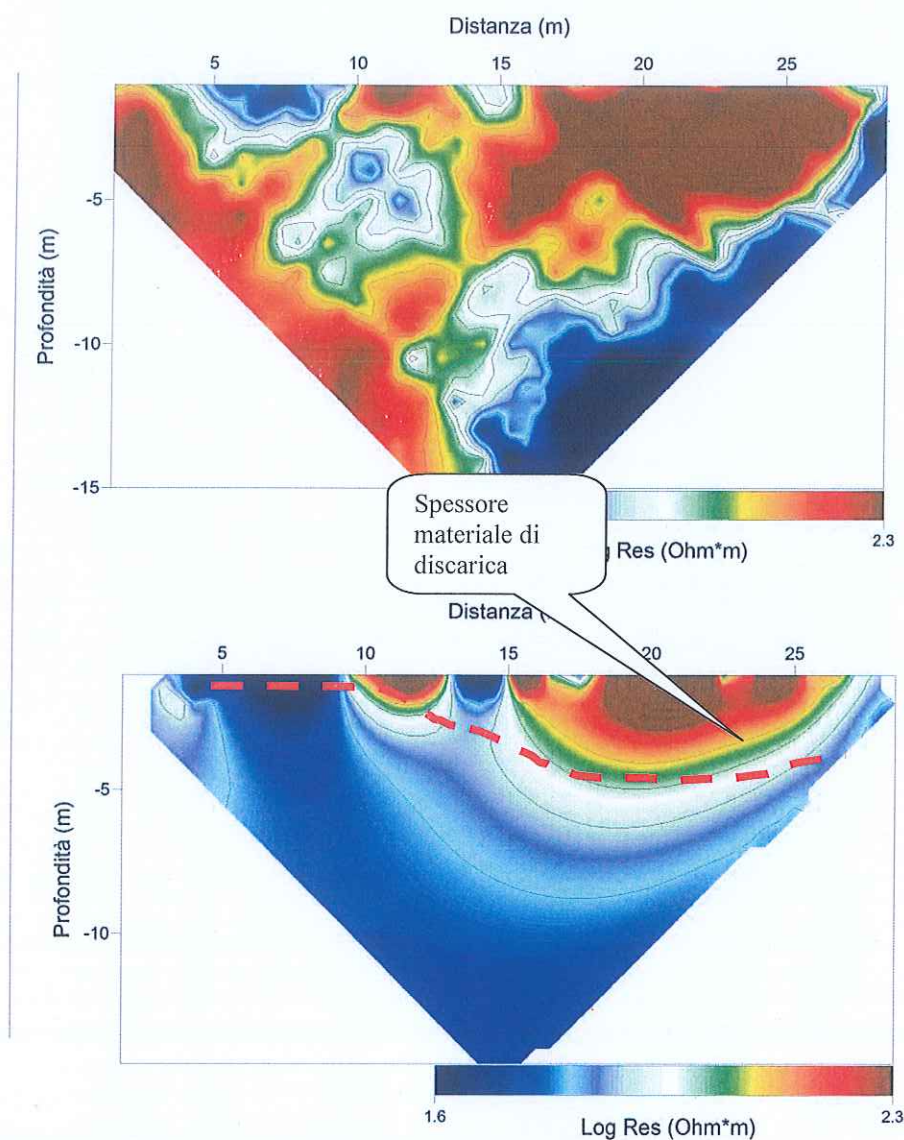 Distanza (m)
5 10 15 20 25
Profondità (m)
-5
-10
-15
2.3
Spessore
materiale di
discarica
Res (Ohm*m)
Distanza
5 10 15 20 25
Profondità (m)
-5
-10
1.6 2.3
Log Res (Ohm*m)